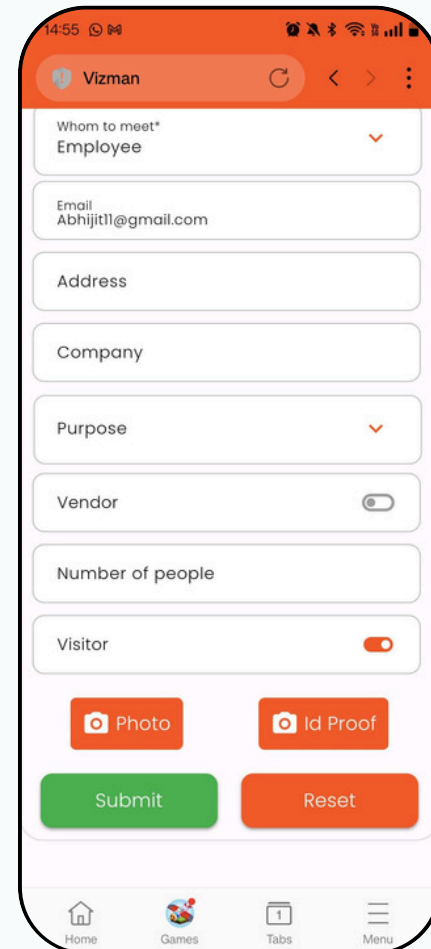 14:55
Vizman
Whom to meet*
Employee
Email
Abhijit11@gmail.com
Address
Company
Purpose
Vendor
Number of people
Visitor
Photo
Id Proof
Submit
Reset
1
Home
Games
Tabs
Menu